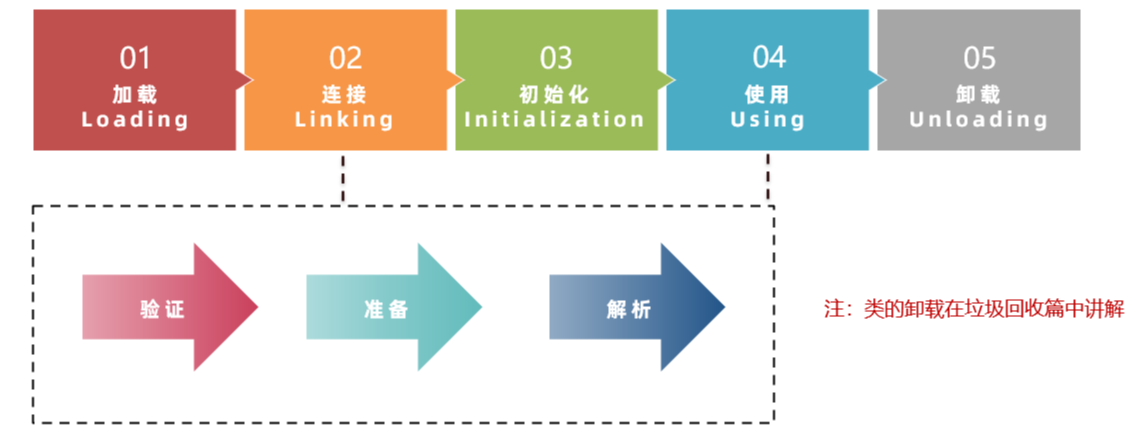 01
加载
Loading
02
连接
Linking
03
初始化
Initialization
04
使用
Using
05
卸载
Unloading
验证
准备
解析
注：类的卸载在垃圾回收篇中讲解